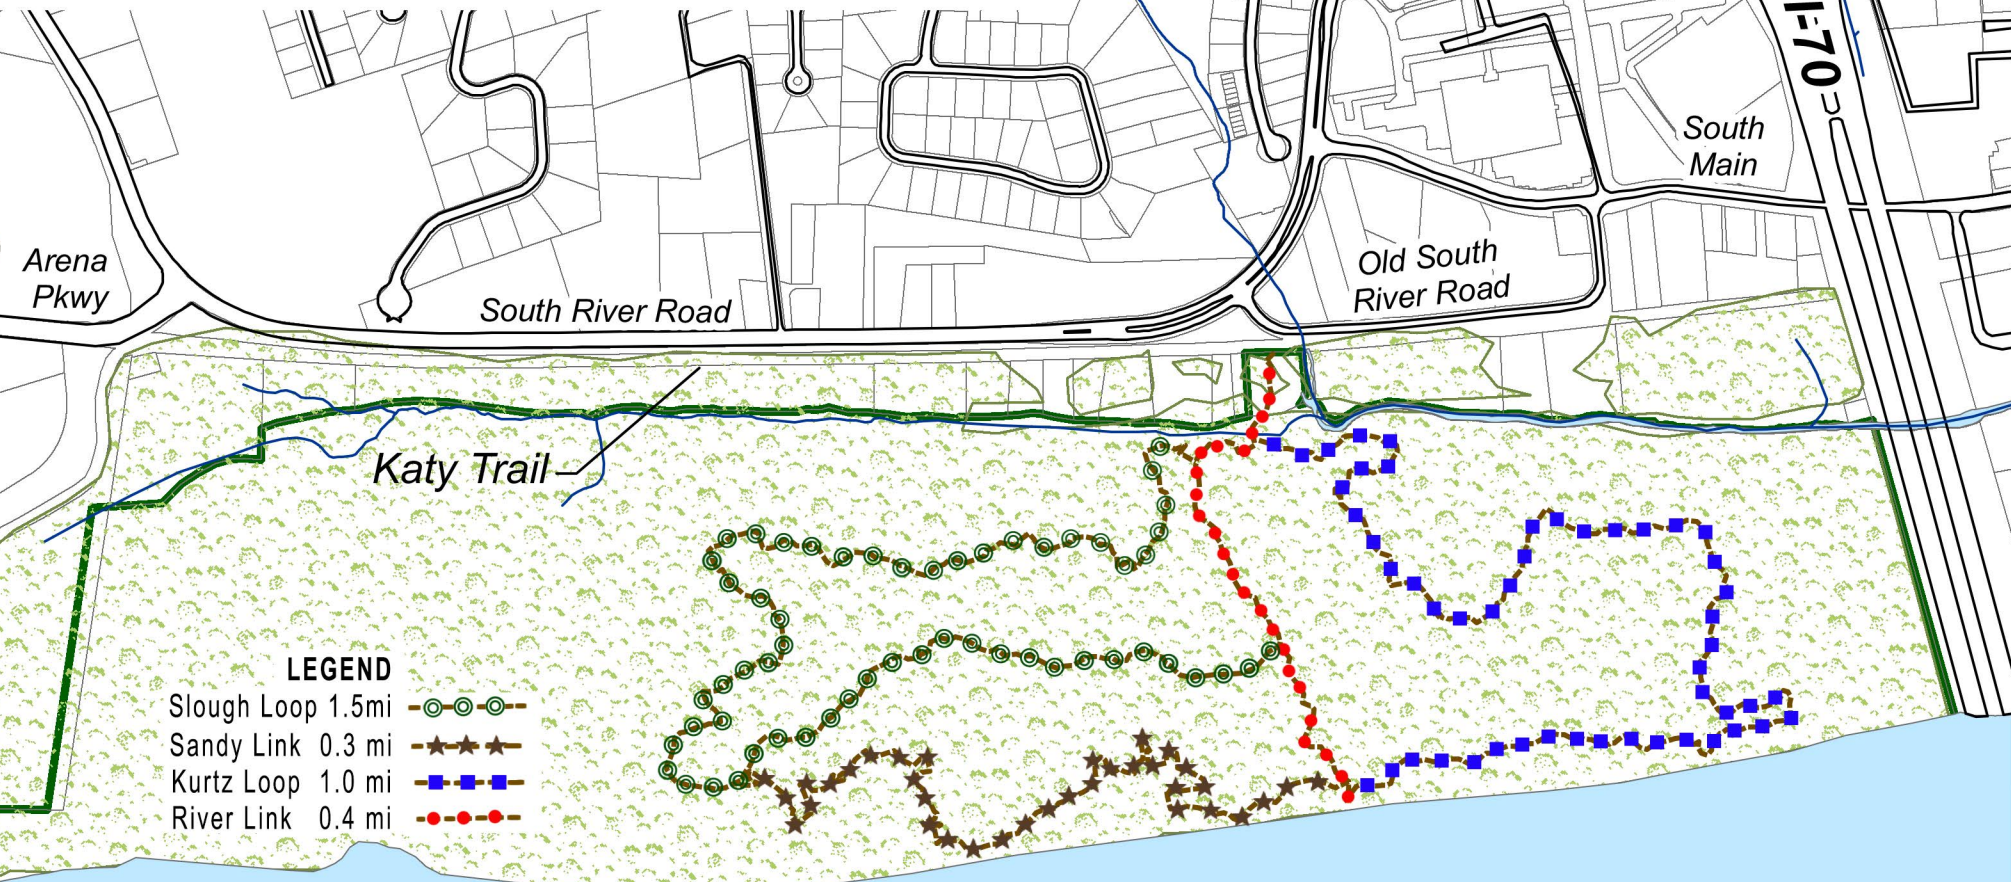 I-70
South
Main
Arena
Pkwy
Old South
River Road
South River Road
Katy Trail
LEGEND
Slough Loop 1.5mi
Sandy Link 0.3 mi
Kurtz Loop 1.0 mi
River Link 0.4 mi